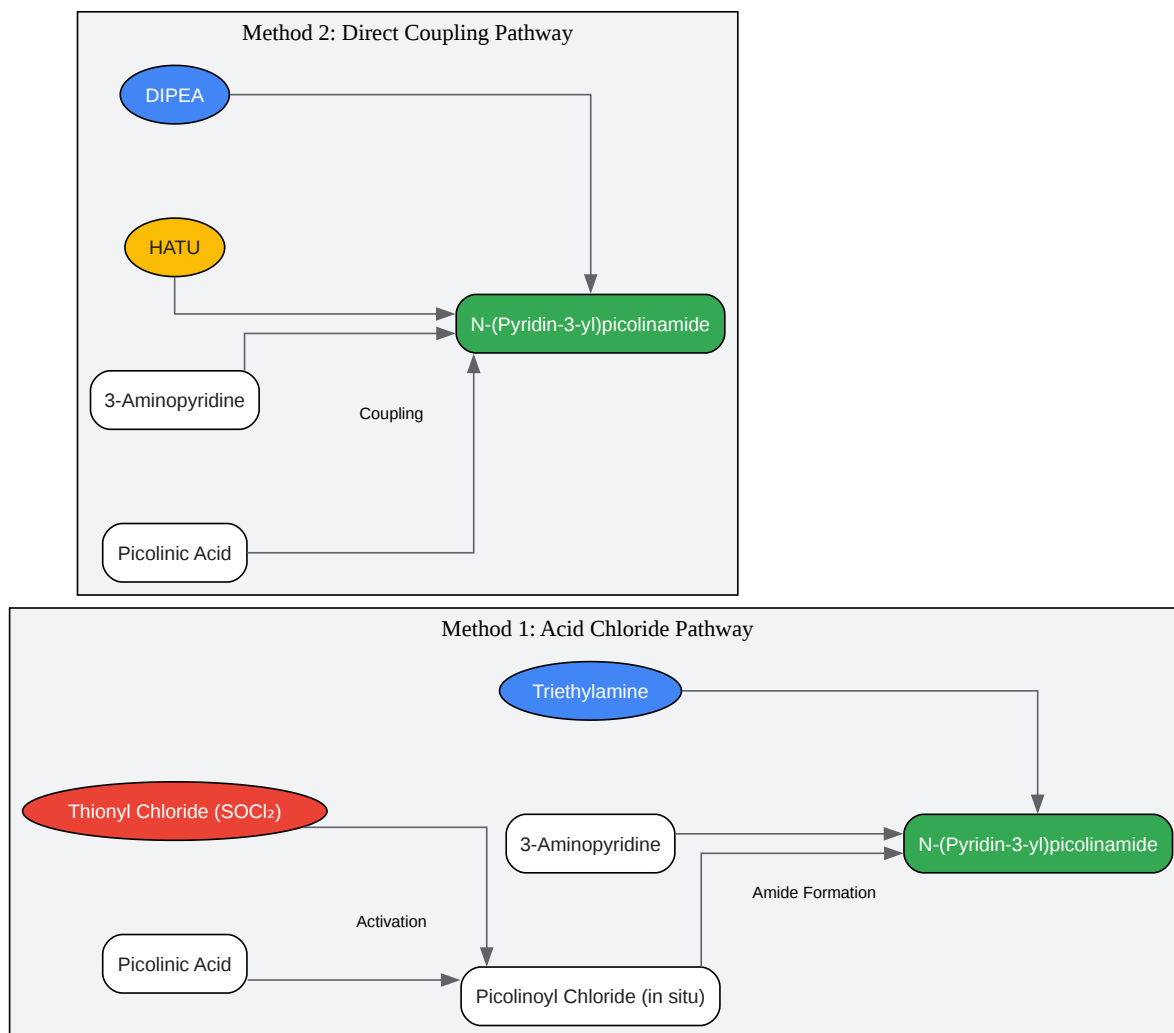 Method 2: Direct Coupling Pathway
DIPEA
HATU
N-(Pyridin-3-yl)picolinamide
3-Aminopyridine
Coupling
Picolinic Acid
Method 1: Acid Chloride Pathway
Triethylamine
Thionyl Chloride (SOCl₂)
3-Aminopyridine
N-(Pyridin-3-yl)picolinamide
Amide Formation
Activation
Picolinic Acid
Picolinoyl Chloride (in situ)